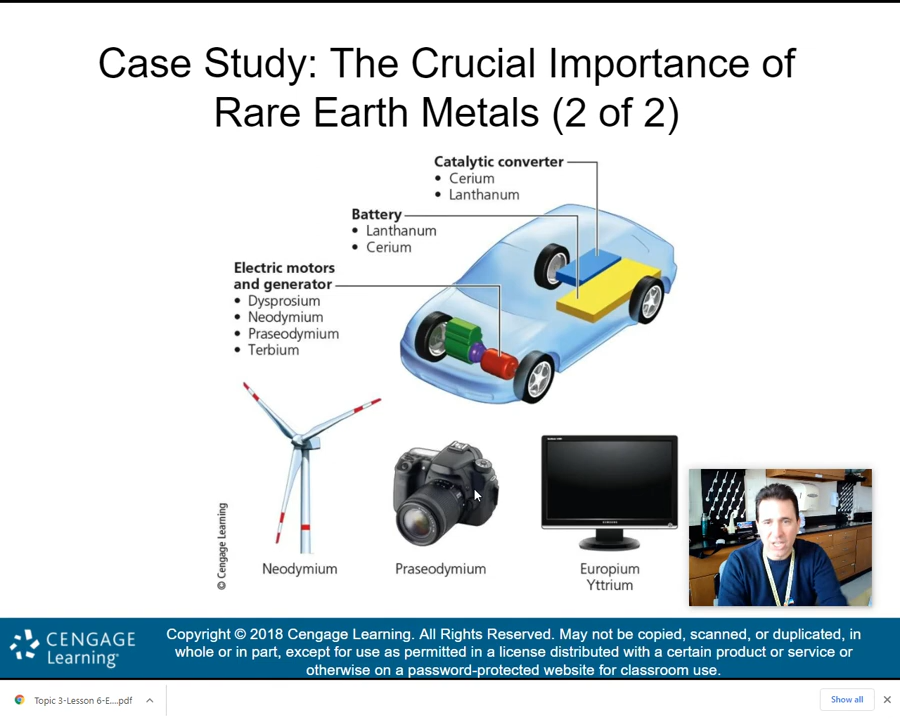 Case Study: The Crucial Importance of
Rare Earth Metals (2 of 2)
Catalytic converter
• Cerium
• Lanthanum
Battery
• Lanthanum
• Cerium
Electric motors
and generator
• Dysprosium
• Neodymium
• Praseodymium
• Terbium
© Cengage Learning
SAMSUNG
Neodymium
Praseodymium
Europium
Yttrium
CENGAGE
Learning
Copyright © 2018 Cengage Learning. All Rights Reserved. May not be copied, scanned, or duplicated, in
whole or in part, except for use as permitted in a license distributed with a certain product or service or
otherwise on a password-protected website for classroom use.
Topic 3-Lesson 6-E....pdf
Show all